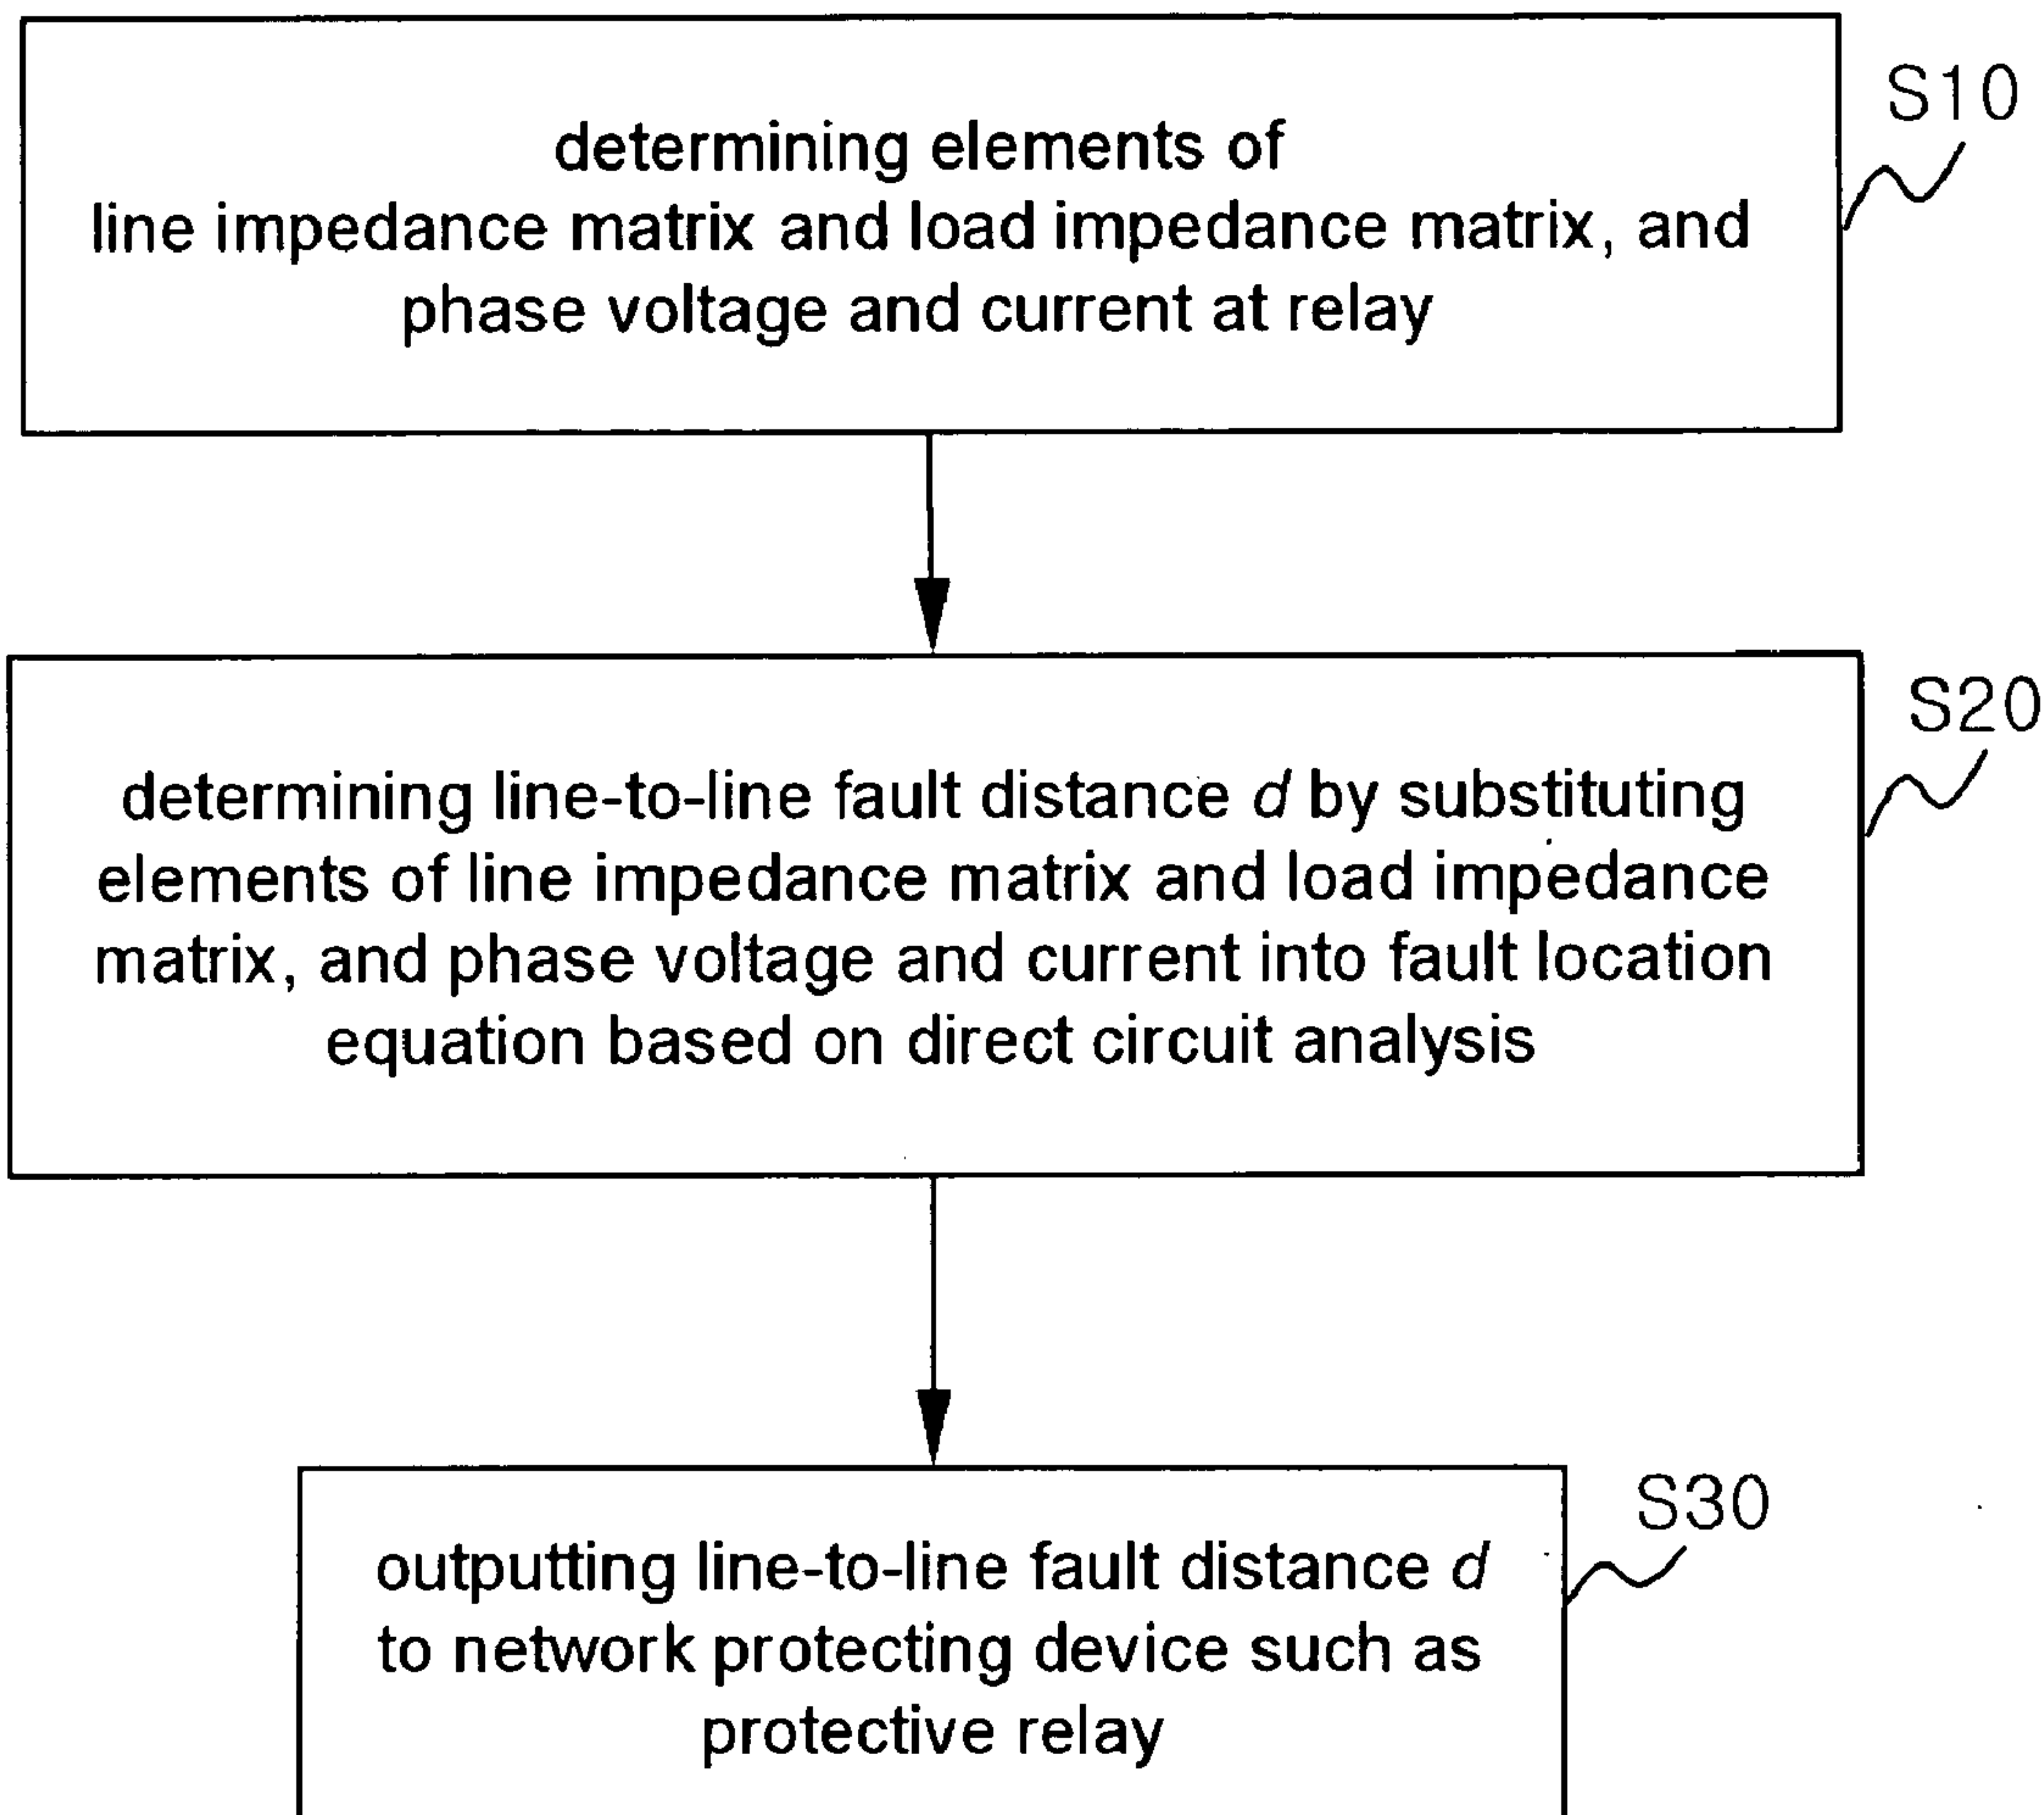 S10
determining elements of
line impedance matrix and load impedance matrix, and
phase voltage and current at relay
S20
determining line-to-line fault distance d by substituting
elements of line impedance matrix and load impedance
matrix, and phase voltage and current into fault location
equation based on direct circuit analysis
S30
outputting line-to-line fault distance d
to network protecting device such as
protective relay